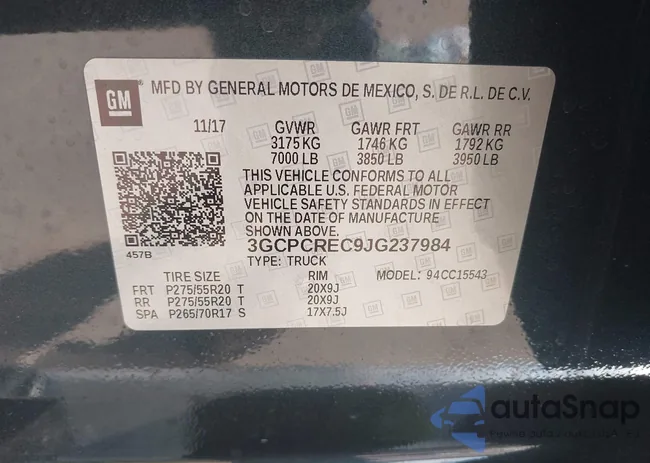 GM
MFD BY GENERAL MOTORS DE MEXICO, S. DE R.L. DE C.V.
11/17 GVWR GAWR FRT GAWR RR
3175 KG 1746 KG 1792 KG
7000 LB 3850 LB 3950 LB
THIS VEHICLE CONFORMS TO ALL
APPLICABLE U.S. FEDERAL MOTOR
VEHICLE SAFETY STANDARDS IN EFFECT
ON THE DATE OF MANUFACTURE
SHOWN ABOVE.
457B
3GCPCREC9JG237984
TYPE: TRUCK
TIRE SIZE RIM MODEL: 94CC15543
FRT P275/55R20 T 20X9J
RR P275/55R20 T 20X9J
SPA P265/70R17 S 17X7.5J
autaSnap